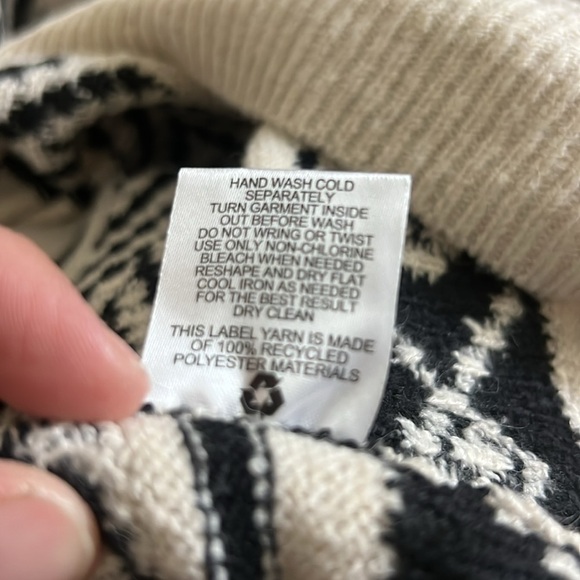 HAND WASH COLD
SEPARATELY
TURN GARMENT INSIDE
OUT BEFORE WASH
DO NOT WRING OR TWIST
USE ONLY NON-CHLORINE
BLEACH WHEN NEEDED
RESHAPE AND DRY FLAT
COOL IRON AS NEEDED
FOR THE BEST RESULT
DRY CLEAN
THIS LABEL YARN IS MADE
OF 100% RECYCLED
POLYESTER MATERIALS